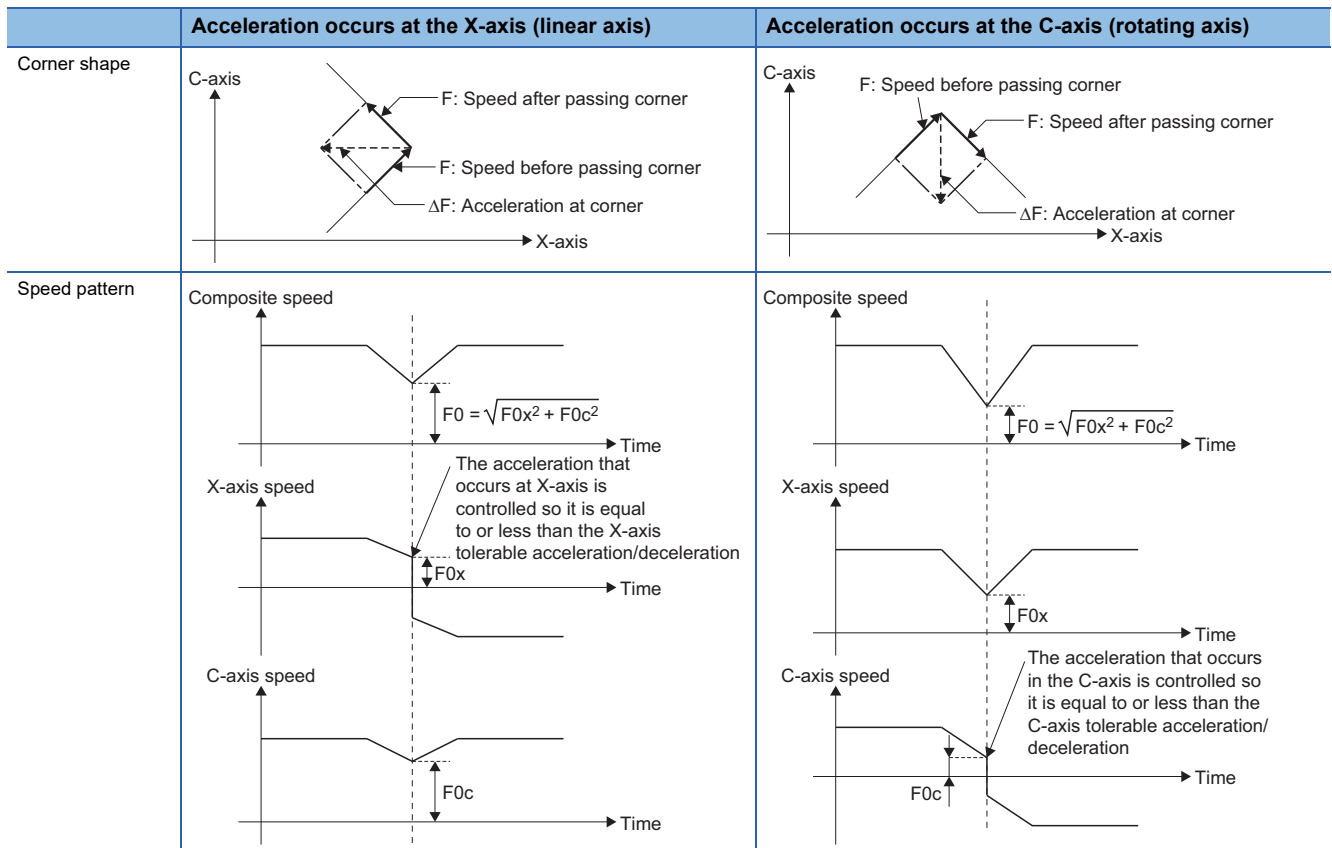 Acceleration occurs at the X-axis (linear axis)
Acceleration occurs at the C-axis (rotating axis)
Corner shape
C-axis
F: Speed after passing corner
F: Speed before passing corner
ΔF: Acceleration at corner
X-axis
C-axis
F: Speed before passing corner
F: Speed after passing corner
ΔF: Acceleration at corner
X-axis
Speed pattern
Composite speed
F0 = √F0x² + F0c²
Time
X-axis speed
The acceleration that
occurs at X-axis is
controlled so it is equal
to or less than the X-axis
tolerable acceleration/deceleration
F0x
Time
C-axis speed
F0c
Time
Composite speed
F0 = √F0x² + F0c²
Time
X-axis speed
F0x
Time
C-axis speed
The acceleration that occurs
in the C-axis is controlled so
it is equal to or less than the
C-axis tolerable acceleration/
deceleration
F0c
Time